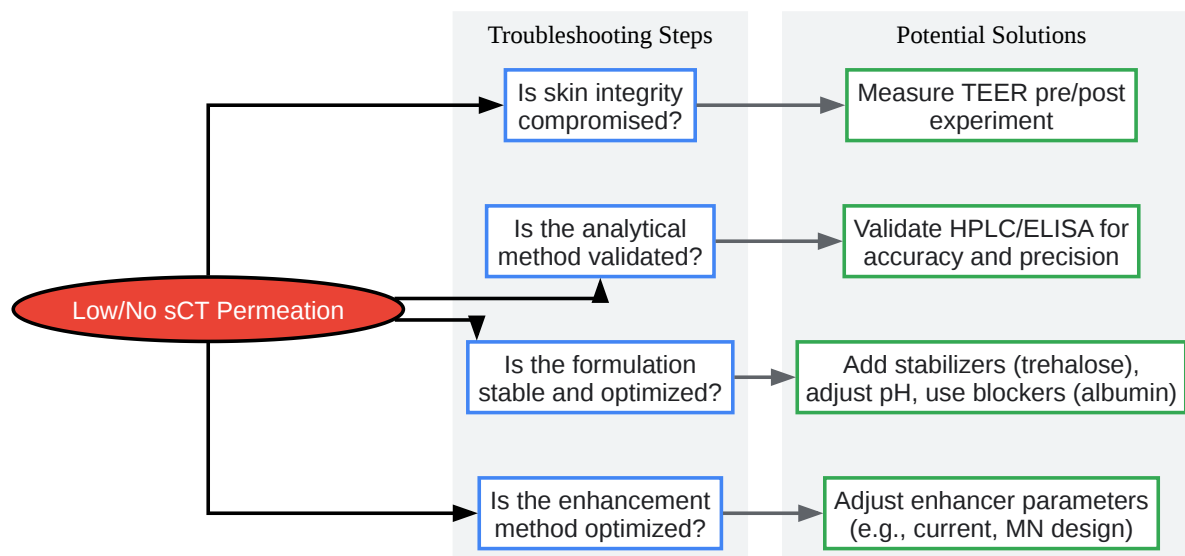 Troubleshooting Steps
Potential Solutions
Is skin integrity
compromised?
Measure TEER pre/post
experiment
Is the analytical
method validated?
Validate HPLC/ELISA for
accuracy and precision
Low/No sCT Permeation
Is the formulation
stable and optimized?
Add stabilizers (trehalose),
adjust pH, use blockers (albumin)
Is the enhancement
method optimized?
Adjust enhancer parameters
(e.g., current, MN design)